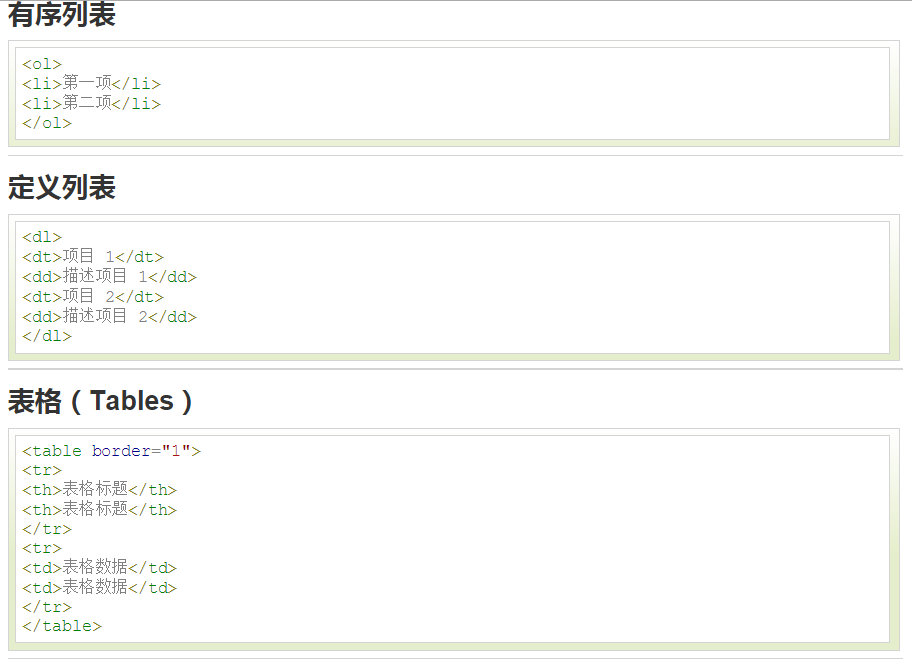 有序列表
<ol>
<li>第一项</li>
<li>第二项</li>
</ol>
定义列表
<dl>
<dt>项目 1</dt>
<dd>描述项目 1</dd>
<dt>项目 2</dt>
<dd>描述项目 2</dd>
</dl>
表格（Tables）
<table border="1">
<tr>
<th>表格标题</th>
<th>表格标题</th>
</tr>
<tr>
<td>表格数据</td>
<td>表格数据</td>
</tr>
</table>